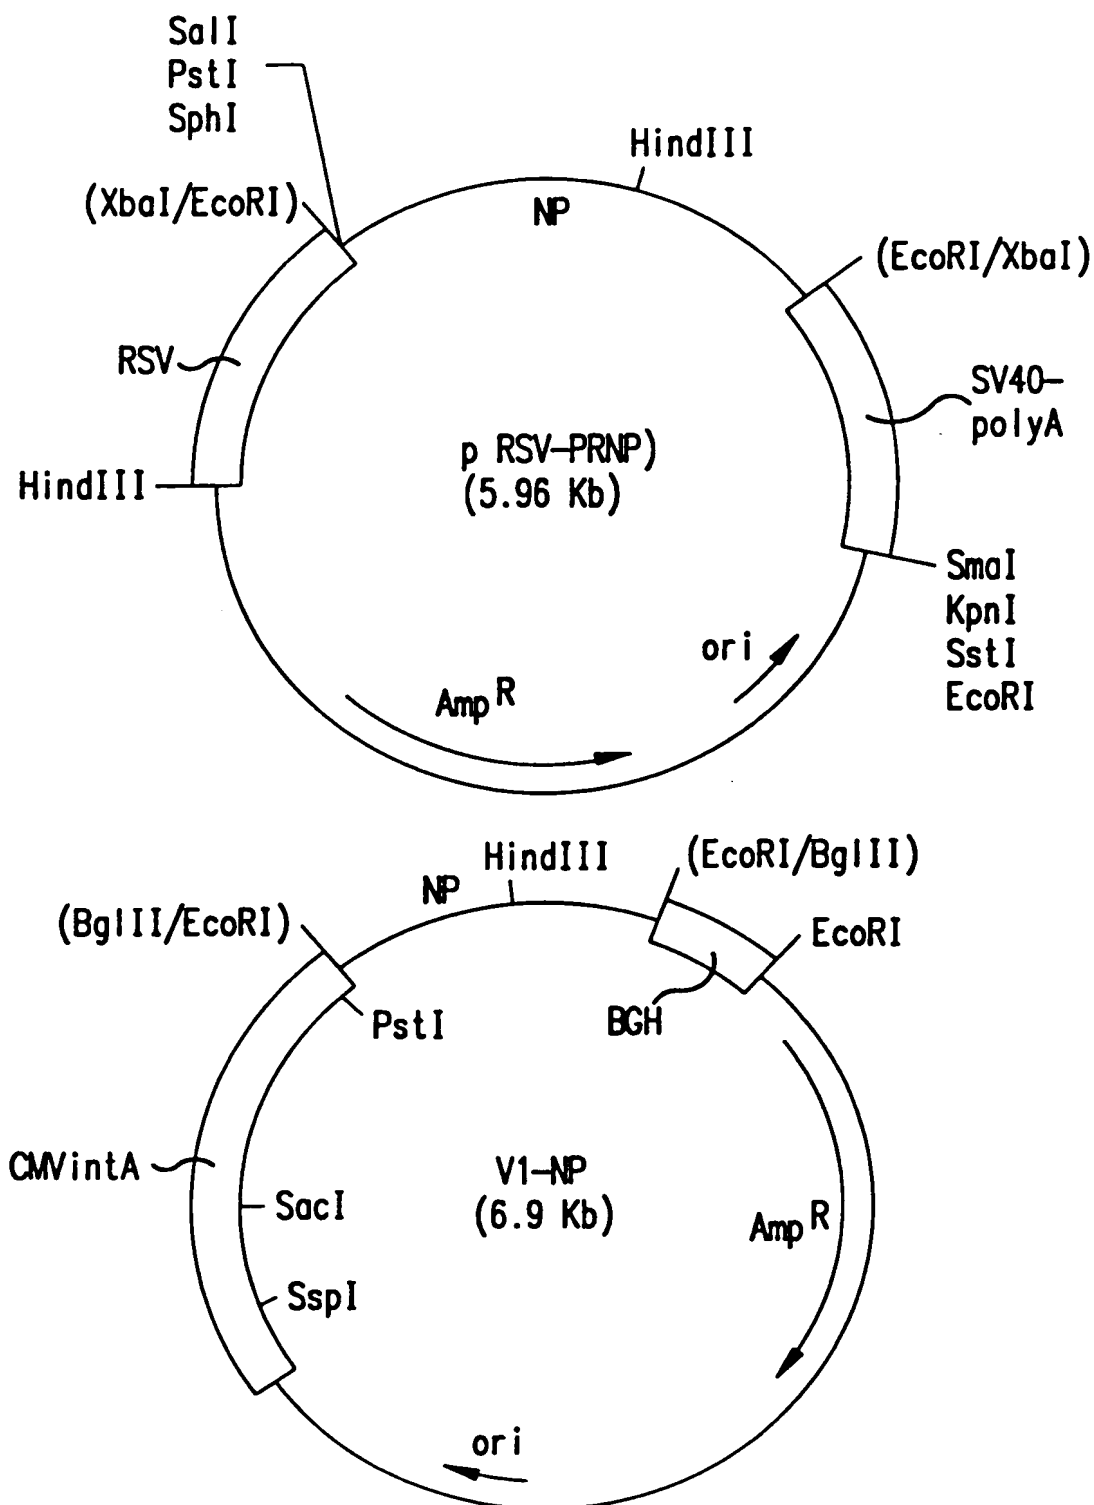 SalI
PstI
SphI
HindIII
(XbaI/EcoRI)
NP
(EcoRI/XbaI)
RSV
SV40-
polyA
p RSV-PRNP)
(5.96 Kb)
HindIII
SmaI
KpnI
SstI
EcoRI
ori
Amp R
HindIII
(EcoRI/BglII)
NP
(BglII/EcoRI)
EcoRI
PstI
BGH
CMVintA
V1-NP
(6.9 Kb)
SacI
Amp R
SspI
ori